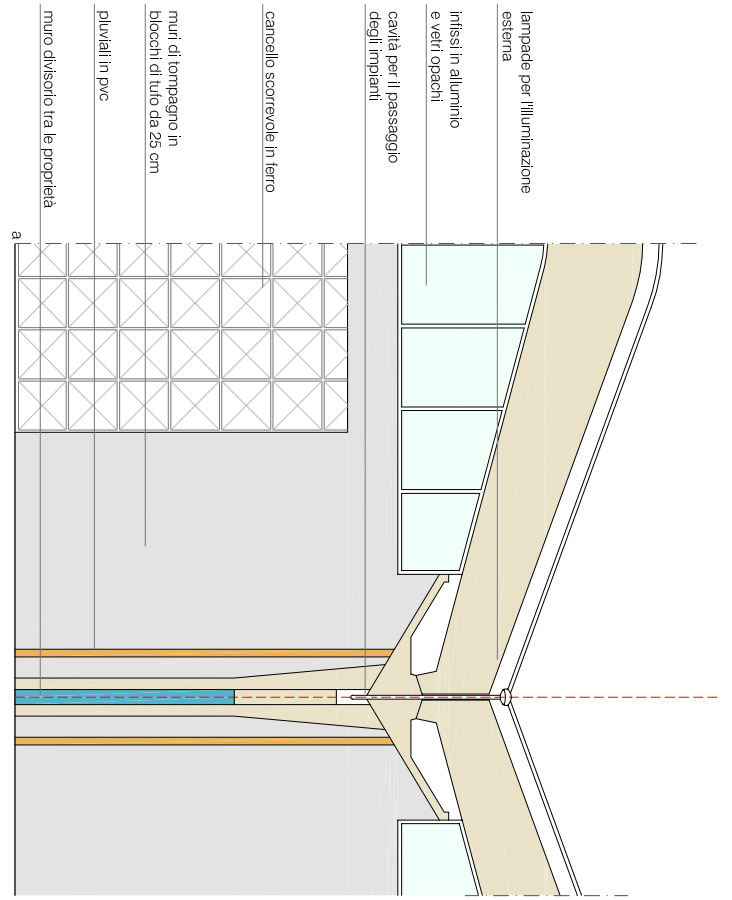 lampade per l'illuminazione
esterna
infissi in alluminio
e vetri opachi
cavità per il passaggio
degli impianti
cancello scorrevole in ferro
muri di tompagno in
blocchi di tufo da 25 cm
pluviali in pvc
muro divisorio tra le proprietà
a